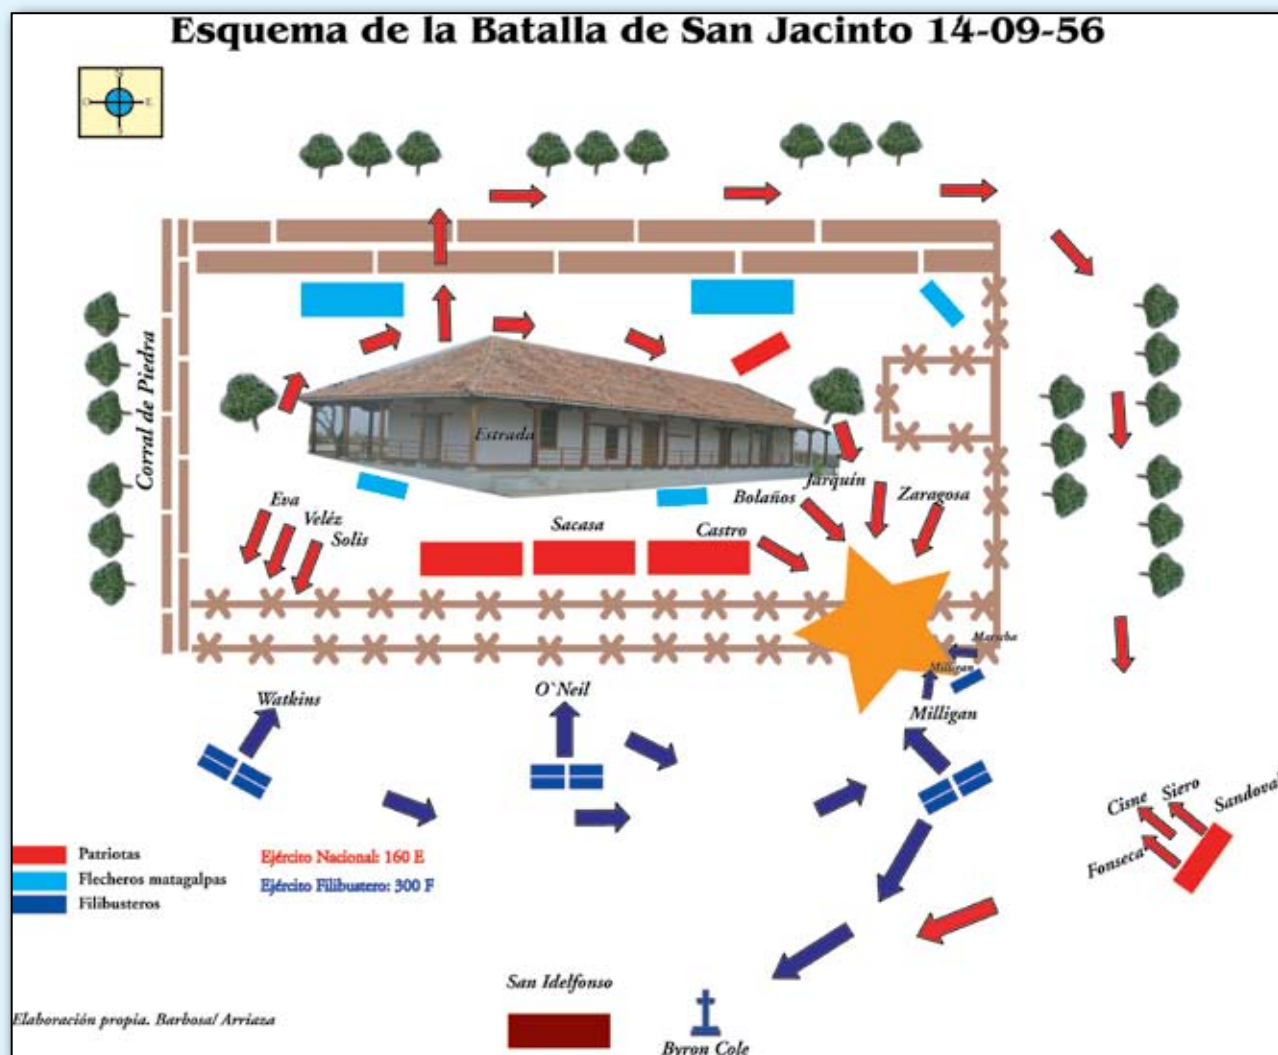 Esquema de la Batalla de San Jacinto 14-09-56
N
O E
S
Corral de Piedra
Estrada
Eva
Veléz
Solis
Sacasa
Castro
Bolaños
Jarquín
Zaragosa
Marscha
Milligan
Milligan
Watkins
O`Neil
Cisne
Siero
Sandoval
Fonseca
Patriotas
Flecheros matagalpas
Filibusteros
Ejército Nacional: 160 E
Ejército Filibustero: 300 F
San Idelfonso
Byron Cole
Elaboración propia. Barbosa/ Arriaza